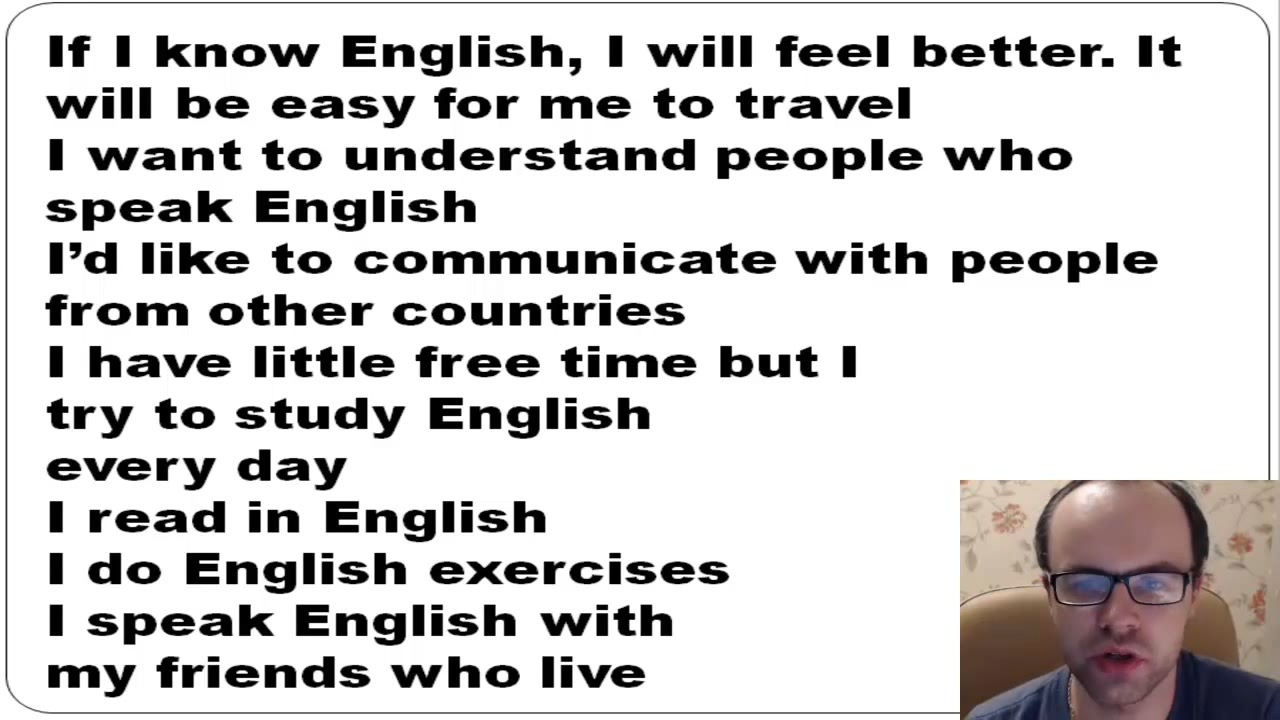 If I know English, I will feel better. It
will be easy for me to travel
I want to understand people who
speak English
I’d like to communicate with people
from other countries
I have little free time but I
try to study English
every day
I read in English
I do English exercises
I speak English with
my friends who live